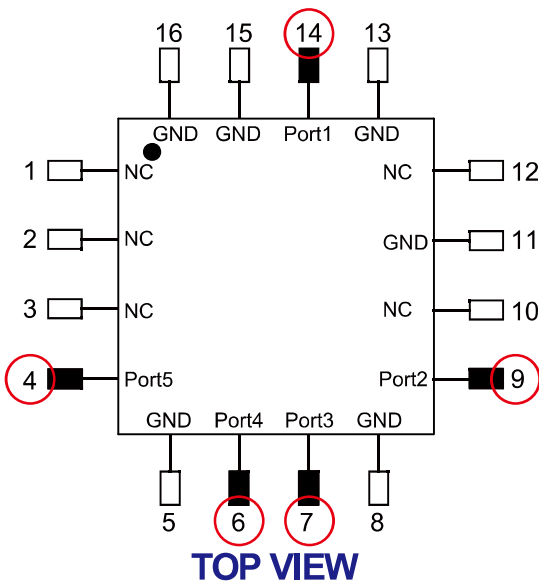 16 15 14 13
GND GND Port1 GND
1 NC NC 12
2 NC GND 11
3 NC NC 10
4 Port5 Port2 9
GND Port4 Port3 GND
5 6 7 8
TOP VIEW